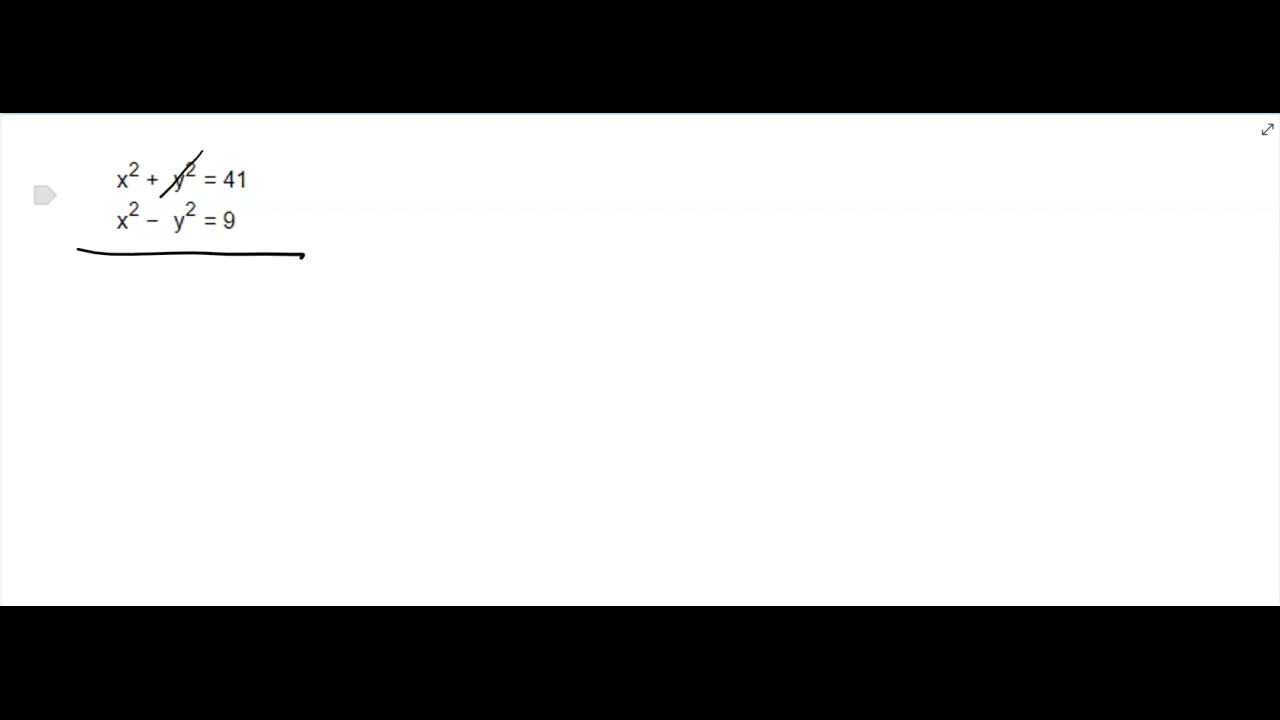 x² + y² = 41
x² − y² = 9